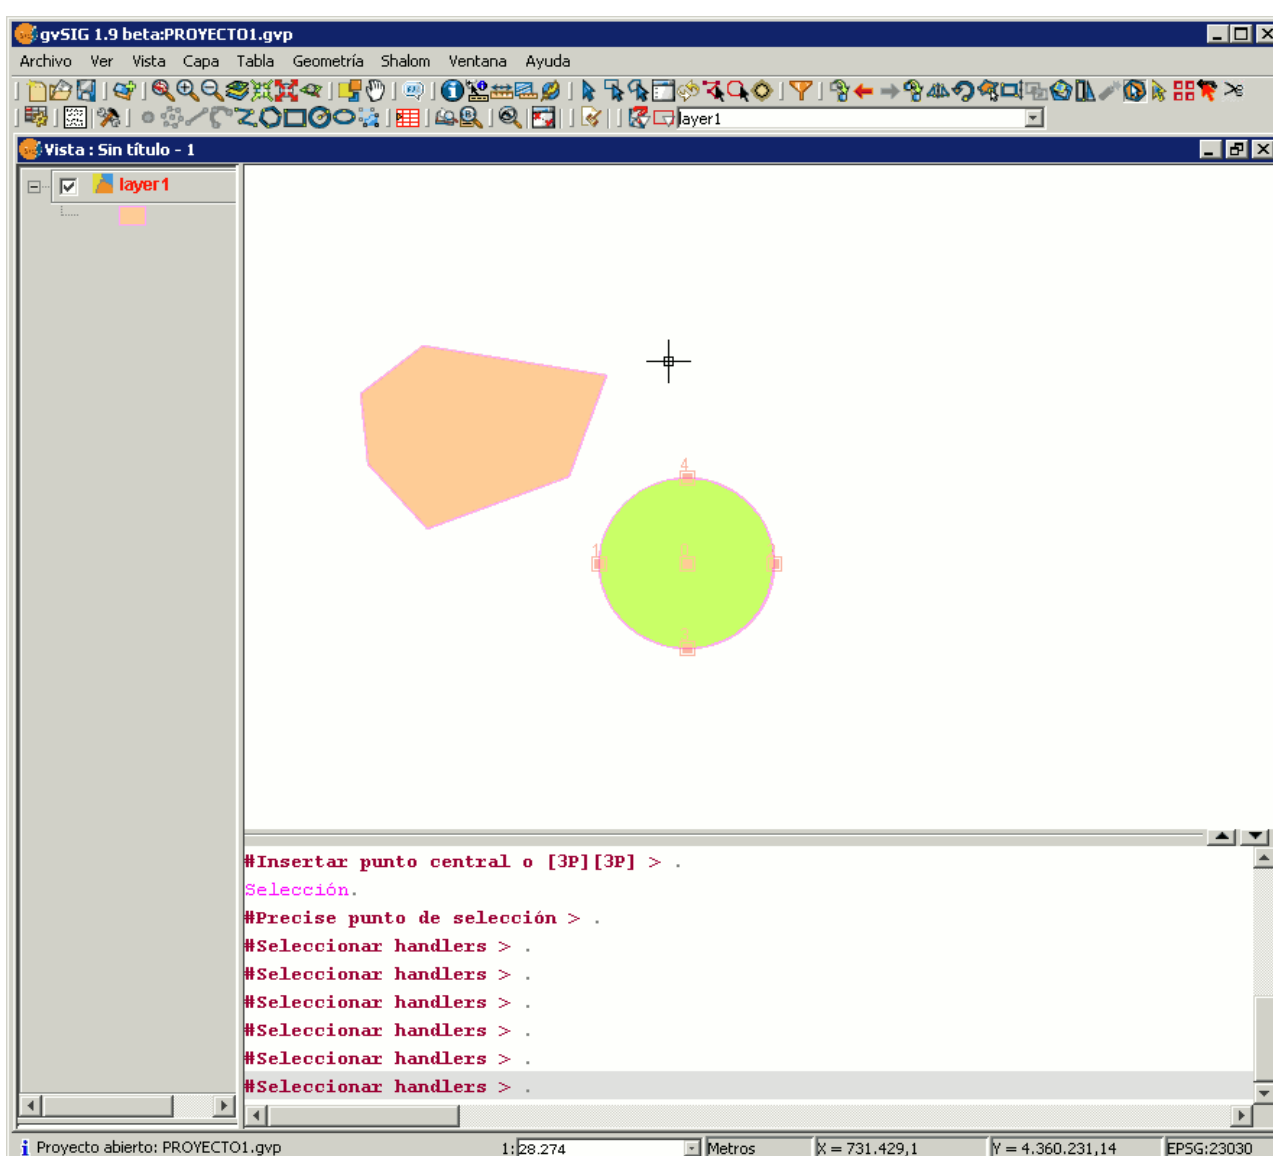 gvSIG 1.9 beta:PROYECTO1.gvp
Archivo Ver Vista Capa Tabla Geometría Shalom Ventana Ayuda
layer1
Vista : Sin título - 1
layer1
4
1
3
#Insertar punto central o [3P][3P] > .
Selección.
#Precise punto de selección > .
#Seleccionar handlers > .
#Seleccionar handlers > .
#Seleccionar handlers > .
#Seleccionar handlers > .
#Seleccionar handlers > .
#Seleccionar handlers > .
Proyecto abierto: PROYECTO1.gvp 1: 28.274 Metros X = 731.429,1 Y = 4.360.231,14 EPSG:23030